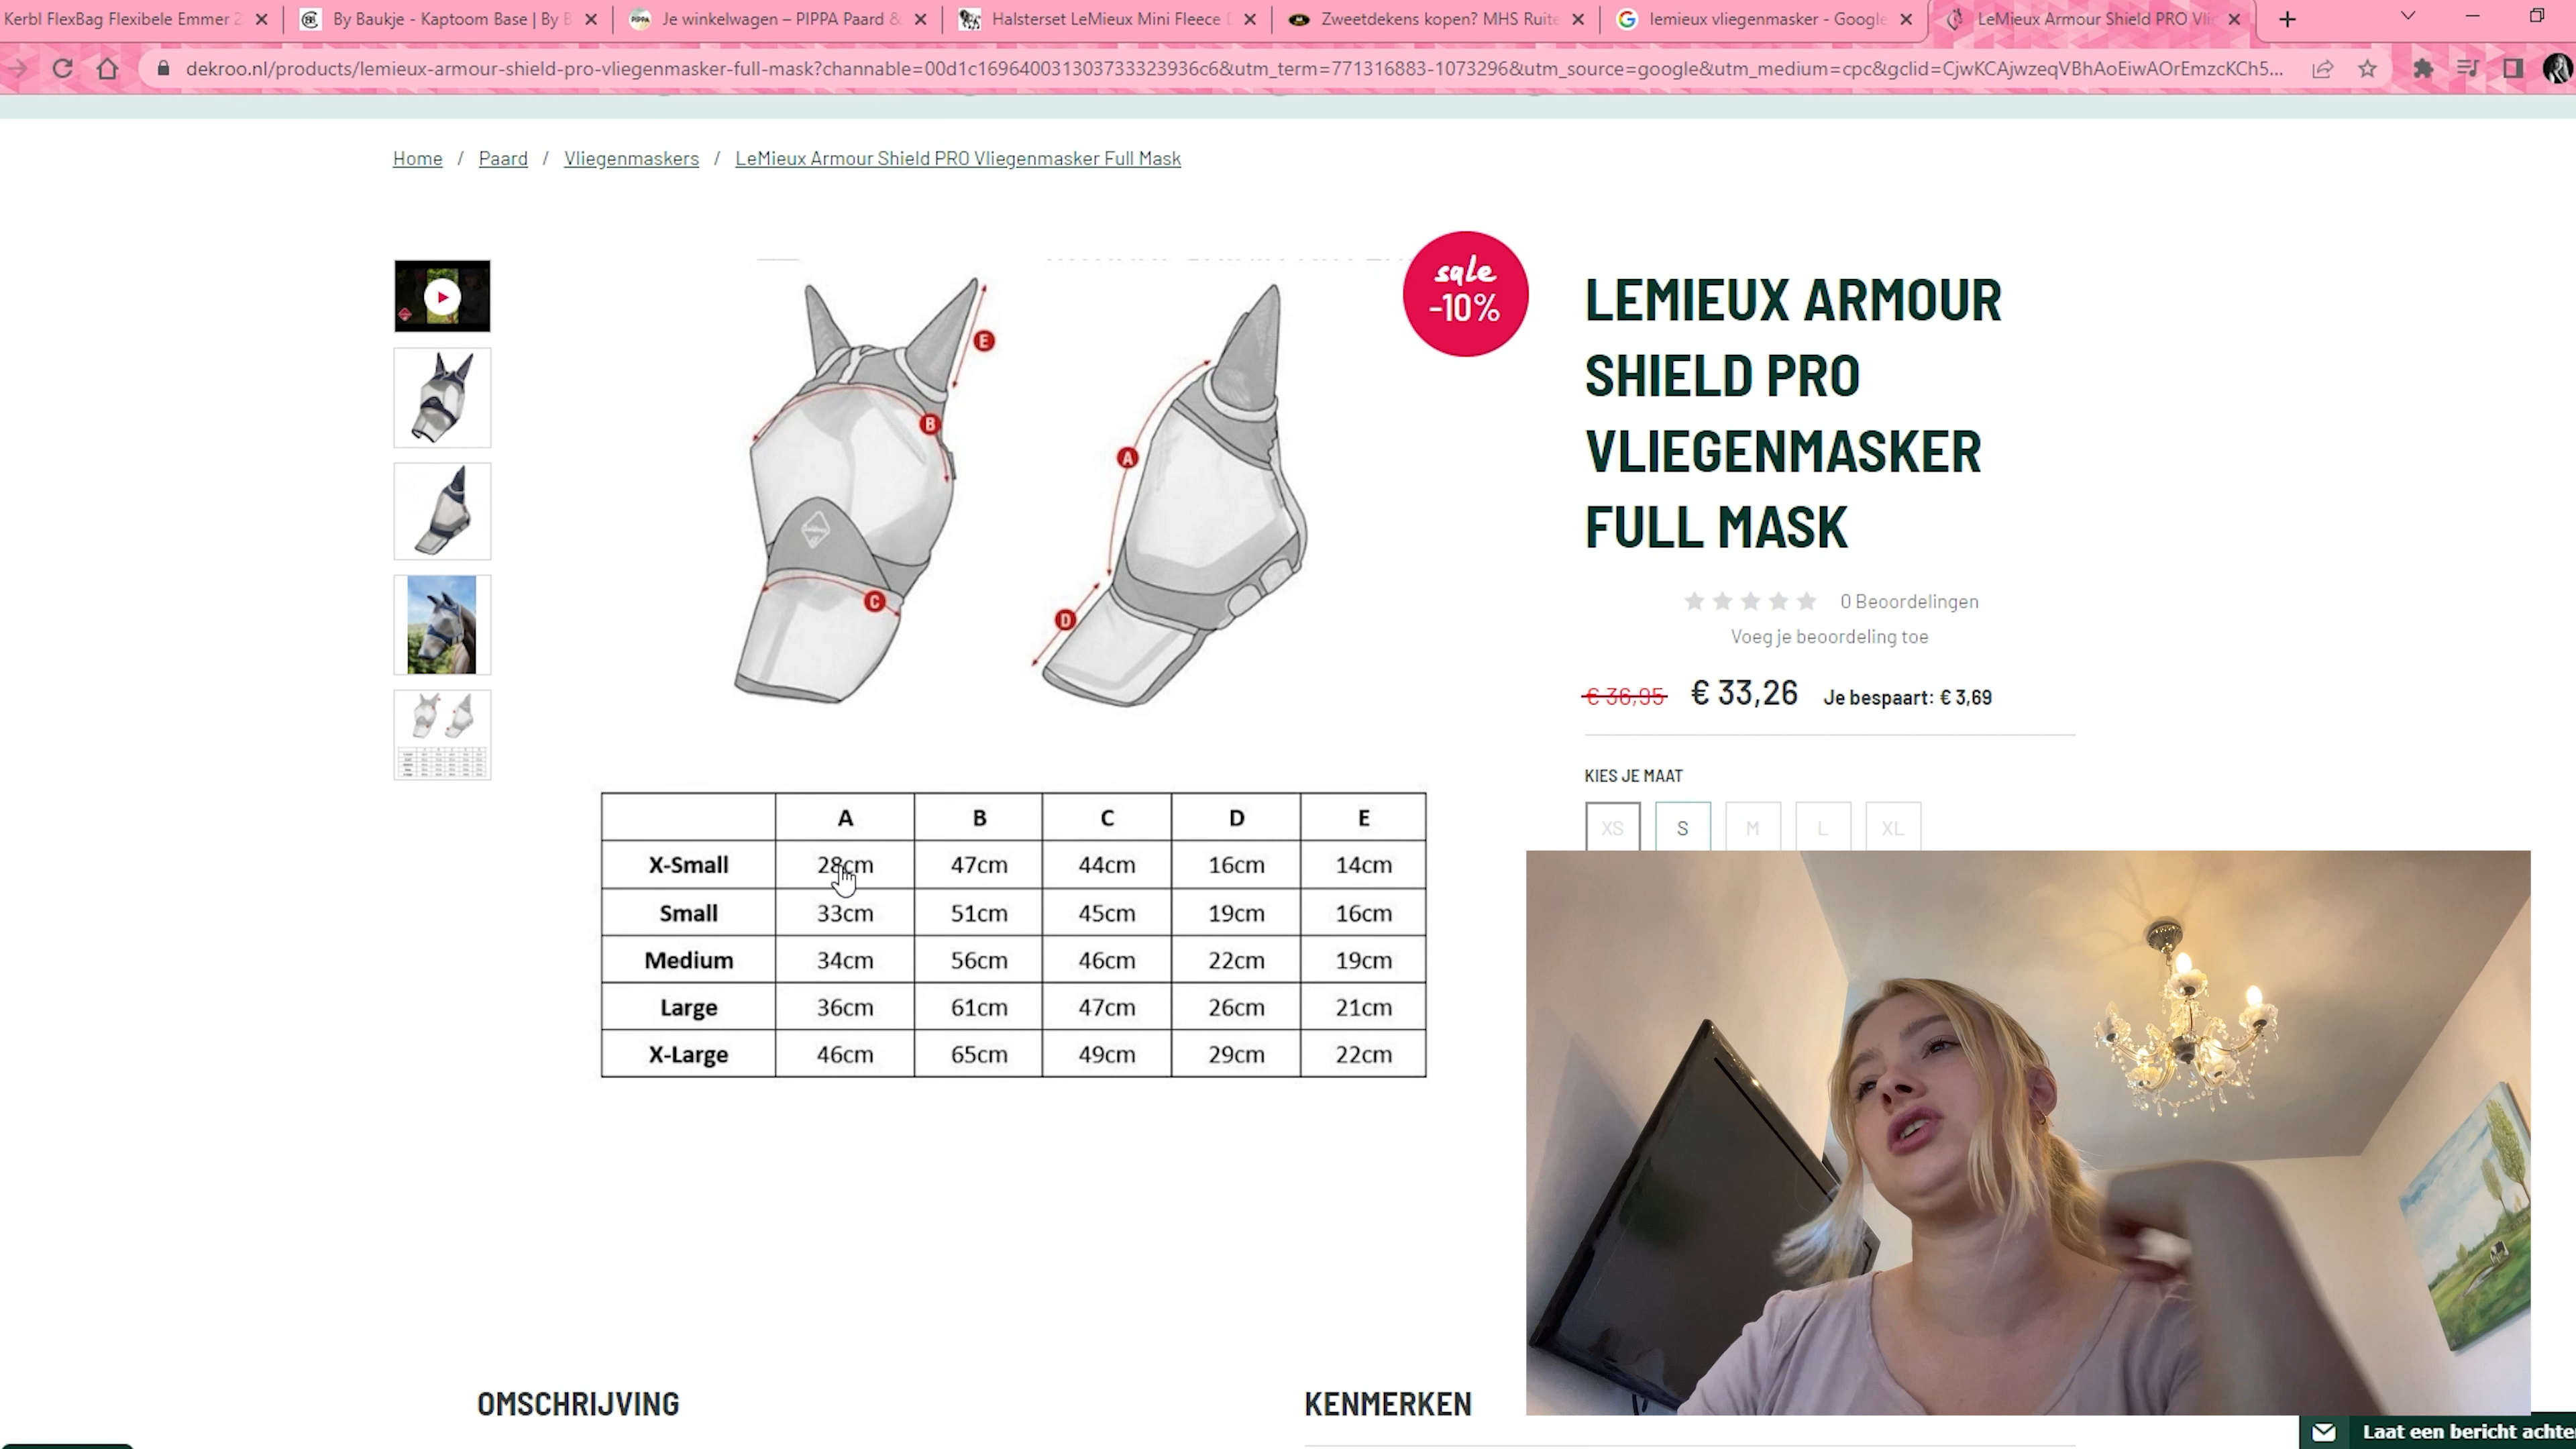 Kerbl FlexBag Flexibele Emmer 2
By Baukje - Kaptoom Base | By B
Je winkelwagen – PIPPA Paard &
Halsterset LeMieux Mini Fleece
Zweetdekens kopen? MHS Ruite
lemieux vliegenmasker - Google
LeMieux Armour Shield PRO Vlie
dekroo.nl/products/lemieux-armour-shield-pro-vliegenmasker-full-mask?channable=00d1c169640031303733323936c6&utm_term=771316883-1073296&utm_source=google&utm_medium=cpc&gclid=CjwKCAjwzeqVBhAoEiwAOrEmzcKCh5...
Home / Paard / Vliegenmaskers / LeMieux Armour Shield PRO Vliegenmasker Full Mask
sale
-10%
E
B
A
C
D
LEMIEUX ARMOUR
SHIELD PRO
VLIEGENMASKER
FULL MASK
0 Beoordelingen
Voeg je beoordeling toe
€ 36,95 € 33,26 Je bespaart: € 3,69
KIES JE MAAT
XS S M L XL
A B C D E
X-Small 28cm 47cm 44cm 16cm 14cm
Small 33cm 51cm 45cm 19cm 16cm
Medium 34cm 56cm 46cm 22cm 19cm
Large 36cm 61cm 47cm 26cm 21cm
X-Large 46cm 65cm 49cm 29cm 22cm
OMSCHRIJVING
KENMERKEN
Laat een bericht achte